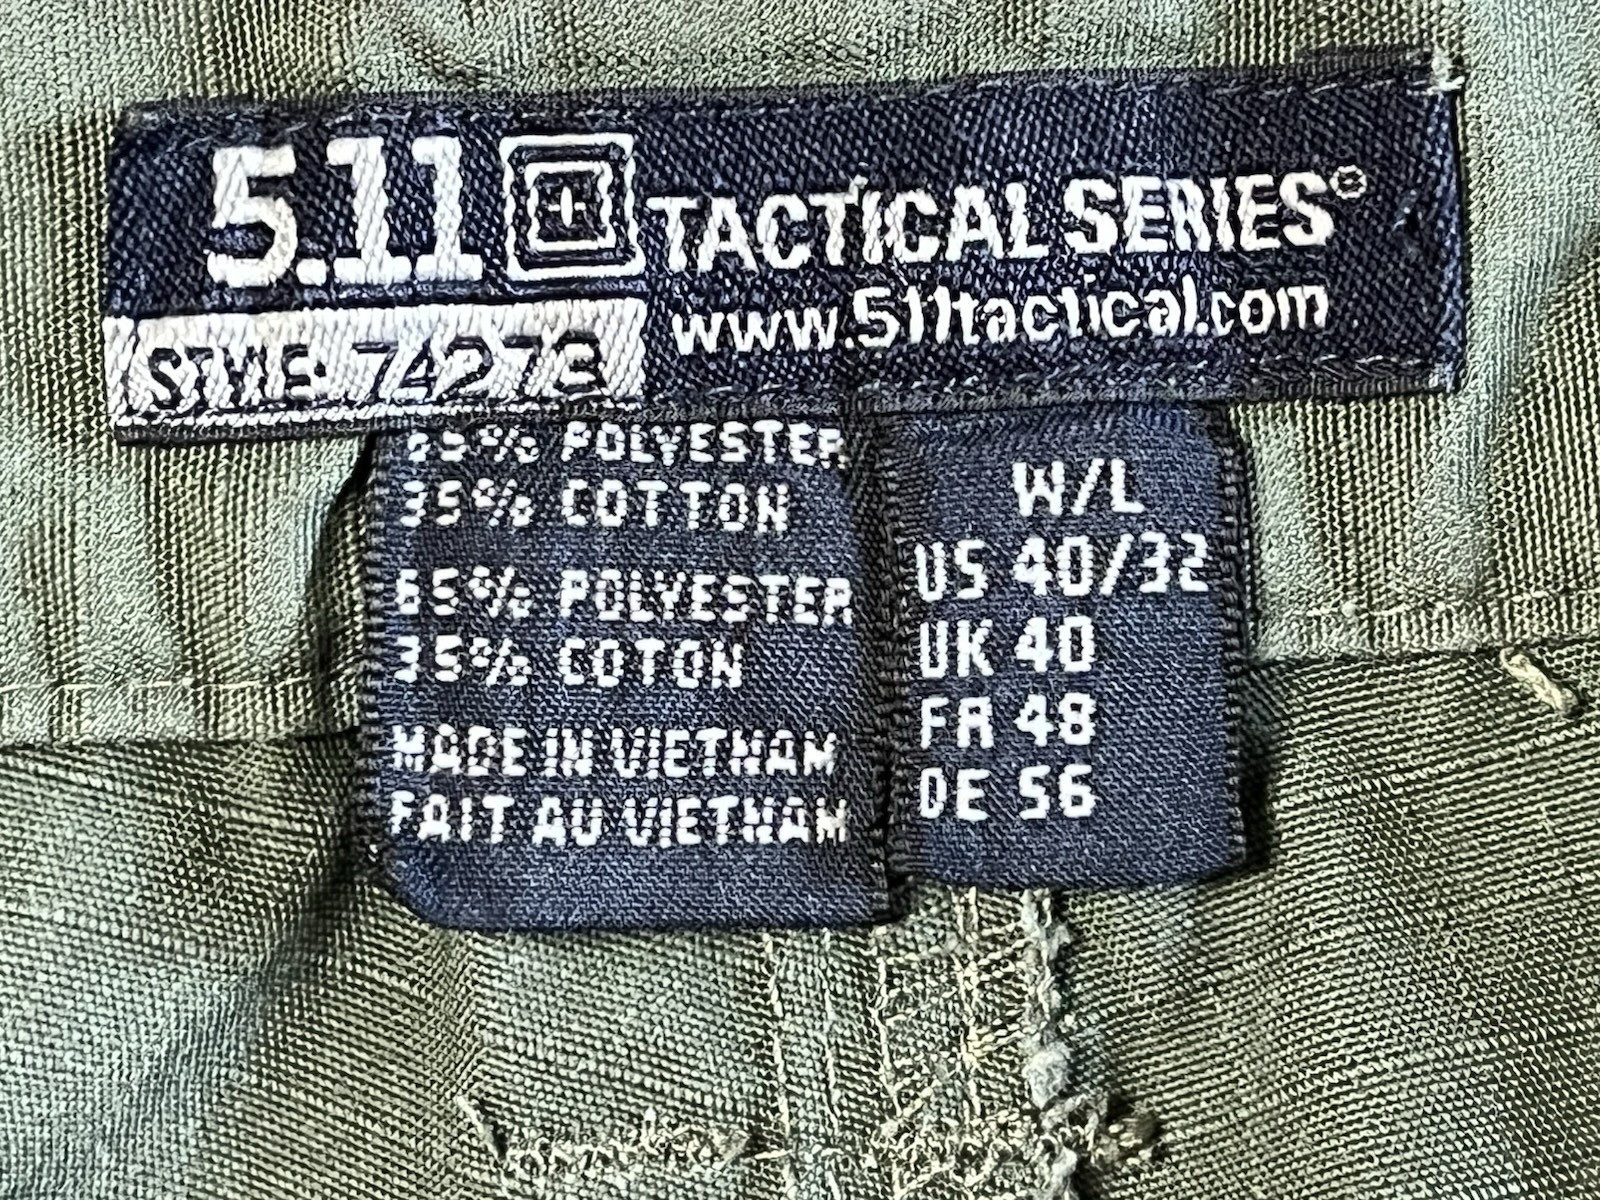 5.11 TACTICAL SERIES®
www.511tactical.com
STYLE: 74273
65% POLYESTER
35% COTTON
65% POLYESTER
35% COTON
MADE IN VIETNAM
FAIT AU VIETNAM
W/L
US 40/32
UK 40
FR 48
DE 56